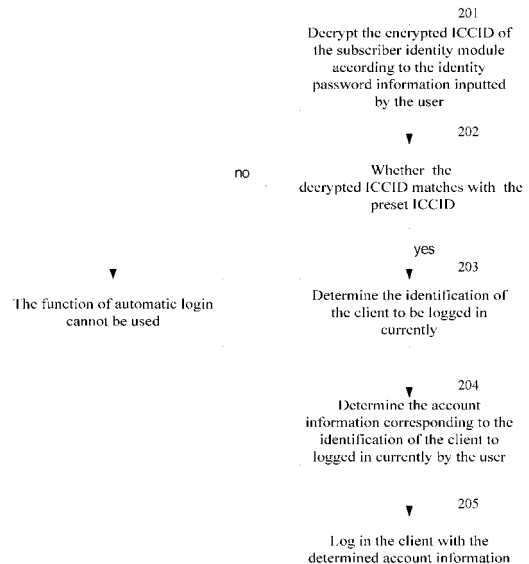 201
Decrypt the encrypted ICCID of
the subscriber identity module
according to the identity
password information inputted
by the user
202
no
Whether the
decrypted ICCID matches with the
preset ICCID
yes
203
The function of automatic login
cannot be used
Determine the identification of
the client to be logged in
currently
204
Determine the account
information corresponding to the
identification of the client to
logged in currently by the user
205
Log in the client with the
determined account information